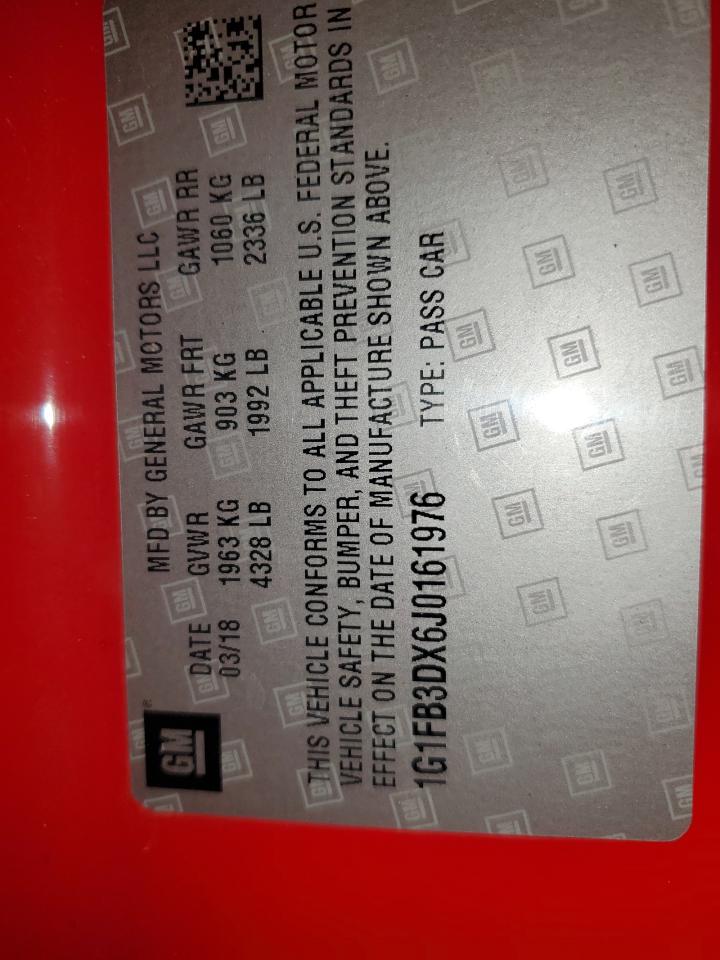 GM
MFD BY GENERAL MOTORS LLC
DATE GVWR GAWR FRT GAWR RR
03/18 1963 KG 903 KG 1060 KG
4328 LB 1992 LB 2336 LB
THIS VEHICLE CONFORMS TO ALL APPLICABLE U.S. FEDERAL MOTOR
VEHICLE SAFETY, BUMPER, AND THEFT PREVENTION STANDARDS IN
EFFECT ON THE DATE OF MANUFACTURE SHOWN ABOVE.
1G1FB3DX6J0161976 TYPE: PASS CAR